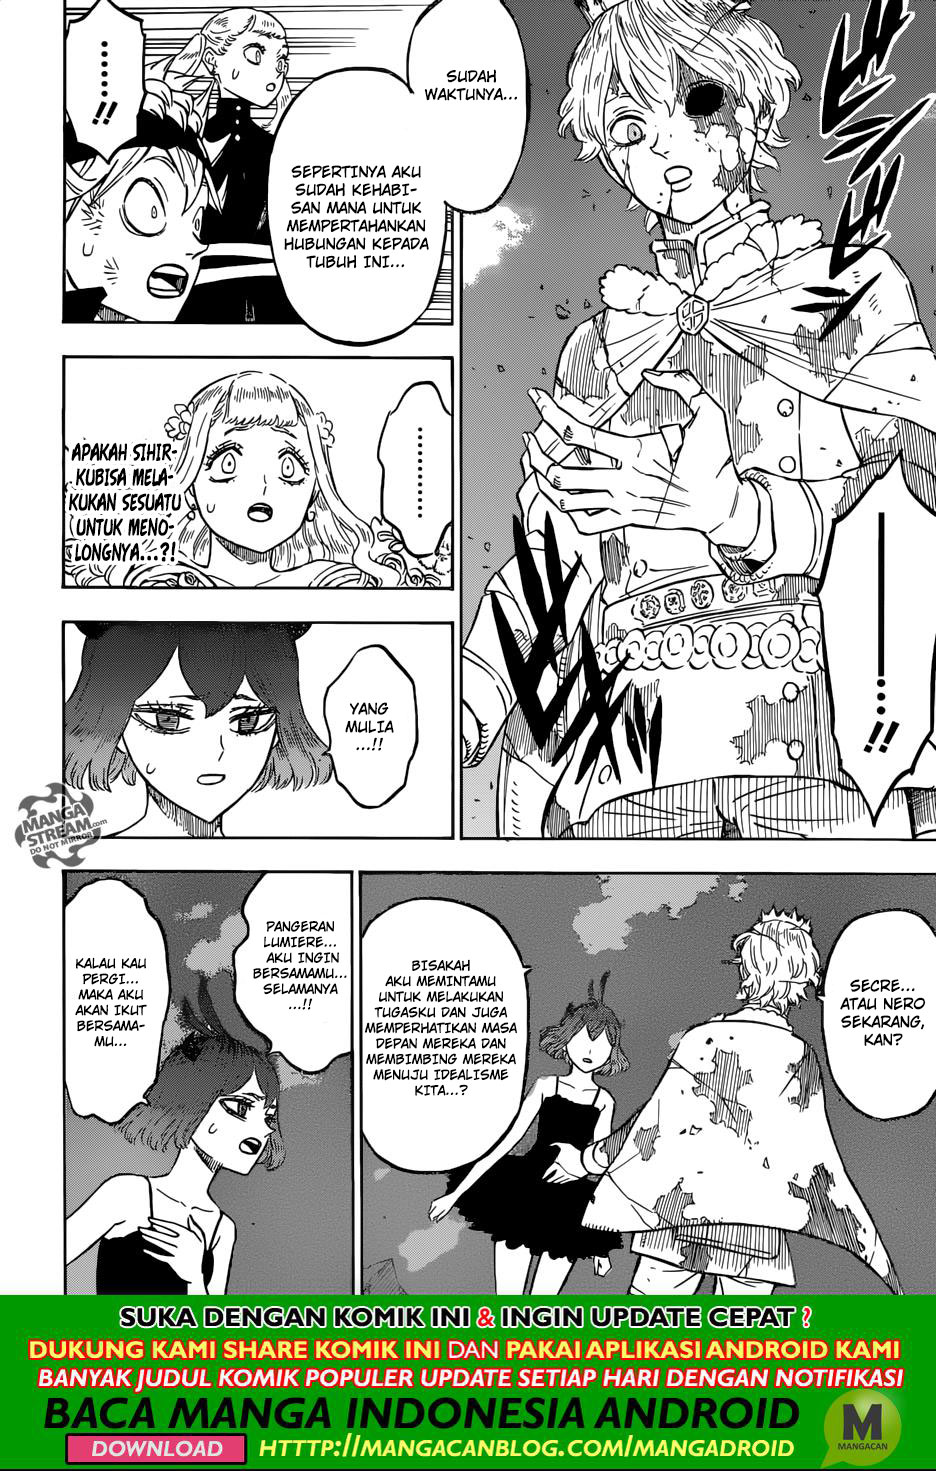 SUDAH
WAKTUNYA...
SEPERTINYA AKU
SUDAH KEHABI-
SAN MANA UNTUK
MEMPERTAHANKAN
HUBUNGAN KEPADA
TUBUH INI...
........!!
........
APAKAH SIHIR-
KUBISA MELA-
KUKAN SESUATU
UNTUK MENO-
LONGNYA...?!
YANG
MULIA
...!!
MANGA
STREAM.com
DO NOT MIRROR
SECRE...
ATAU NERO
SEKARANG,
KAN?
BISAKAH
AKU MEMINTAMU
UNTUK MELAKUKAN
TUGASKU DAN JUGA
MEMPERHATIKAN MASA
DEPAN MEREKA DAN
MEMBIMBING MEREKA
MENUJU IDEALISME
KITA...?
PANGERAN
LUMIERE...
AKU INGIN
BERSAMAMU...
SELAMANYA
...!!
KALAU KAU
PERGI...
MAKA AKU
AKAN IKUT
BERSAMA-
MU...
SUKA DENGAN KOMIK INI & INGIN UPDATE CEPAT ?
DUKUNG KAMI SHARE KOMIK INI DAN PAKAI APLIKASI ANDROID KAMI
BANYAK JUDUL KOMIK POPULER UPDATE SETIAP HARI DENGAN NOTIFIKASI
BACA MANGA INDONESIA ANDROID
DOWNLOAD
HTTTP://MANGACANBLOG.COM/MANGADROID
M
MANGACAN